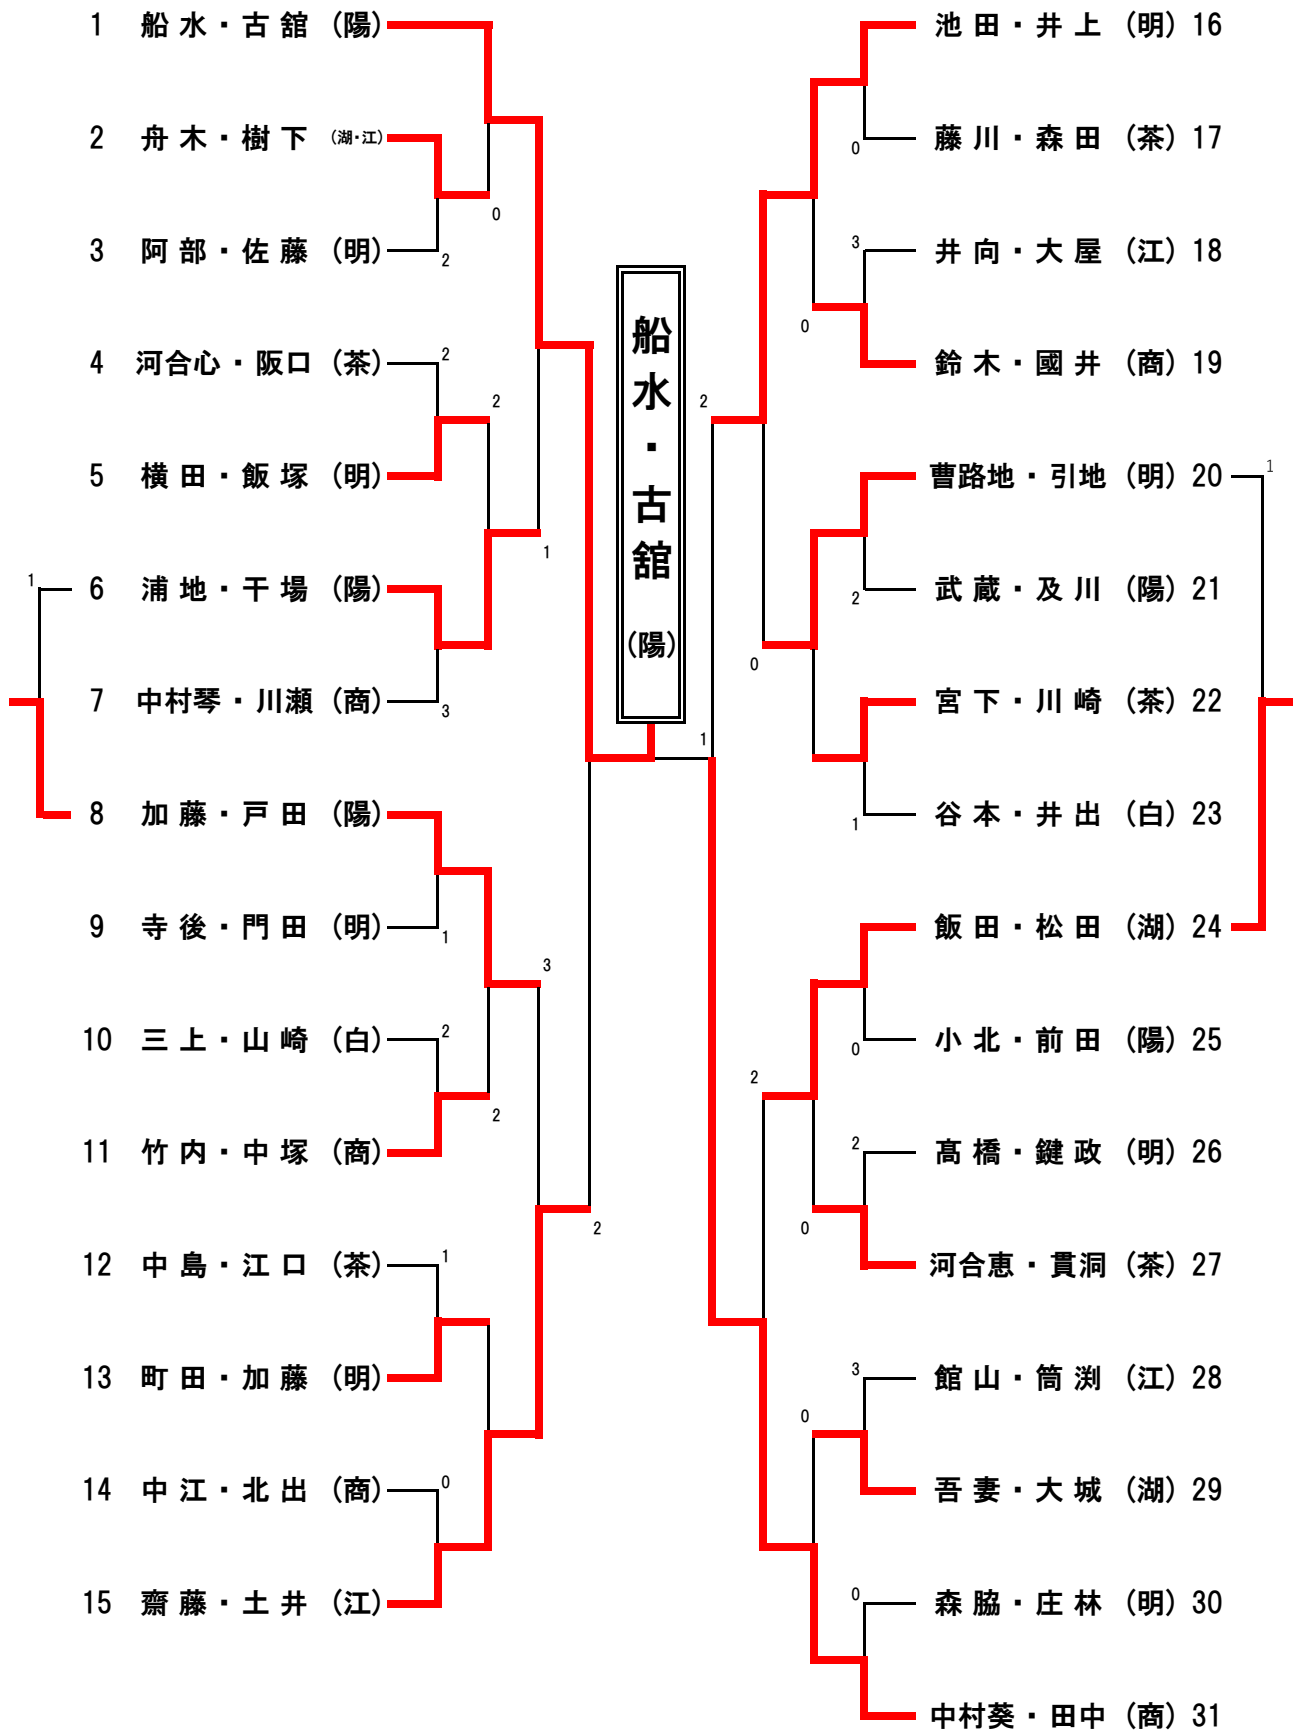 1 船水・古舘 (陽)
2 舟木・樹下 (湖・江)
0
3 阿部・佐藤 (明)
2
4 河合心・阪口 (茶)
2
2
5 横田・飯塚 (明)
1
1
6 浦地・干場 (陽)
7 中村琴・川瀬 (商)
3
8 加藤・戸田 (陽)
9 寺後・門田 (明)
1
3
10 三上・山崎 (白)
2
2
11 竹内・中塚 (商)
2
12 中島・江口 (茶)
1
13 町田・加藤 (明)
14 中江・北出 (商)
0
15 齋藤・土井 (江)
船水・古舘
(陽)
池田・井上 (明) 16
0
藤川・森田 (茶) 17
3
井向・大屋 (江) 18
0
鈴木・國井 (商) 19
2
曹路地・引地 (明) 20
1
2
武蔵・及川 (陽) 21
0
宮下・川崎 (茶) 22
1
1
谷本・井出 (白) 23
飯田・松田 (湖) 24
0
小北・前田 (陽) 25
2
2
髙橋・鍵政 (明) 26
0
河合恵・貫洞 (茶) 27
3
館山・筒渕 (江) 28
0
吾妻・大城 (湖) 29
0
森脇・庄林 (明) 30
中村葵・田中 (商) 31